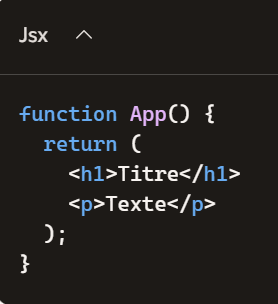 Jsx
function App() {
  return (
    <h1>Titre</h1>
    <p>Texte</p>
  );
}